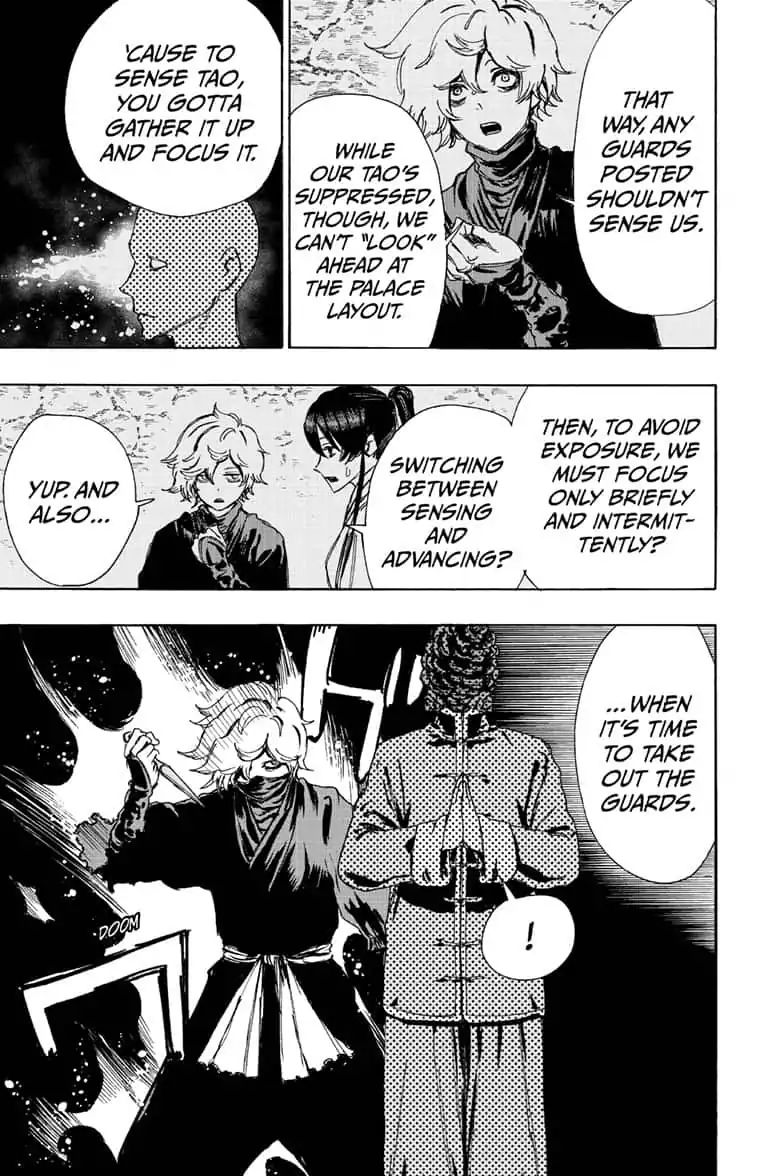 THAT
WAY, ANY
GUARDS
POSTED
SHOULDN'T
SENSE US.
WHILE
OUR TAO'S
SUPPRESSED,
THOUGH, WE
CAN'T "LOOK"
AHEAD AT
THE PALACE
LAYOUT.
'CAUSE TO
SENSE TAO,
YOU GOTTA
GATHER IT UP
AND FOCUS IT.
THEN, TO AVOID
EXPOSURE, WE
MUST FOCUS
ONLY BRIEFLY
AND INTERMIT-
TENTLY?
SWITCHING
BETWEEN
SENSING
AND
ADVANCING?
YUP. AND
ALSO...
...WHEN
IT'S TIME
TO TAKE
OUT THE
GUARDS.
!
DOOM